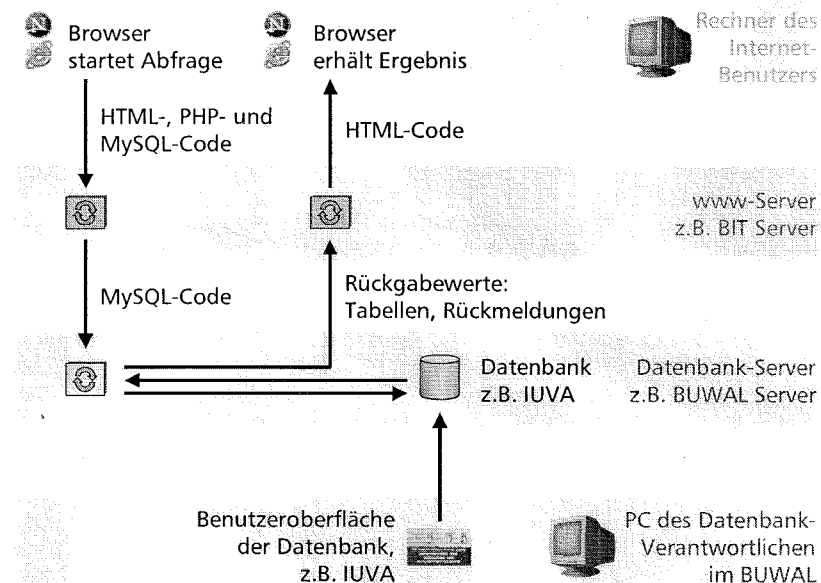 Browser
startet Abfrage
Browser
erhält Ergebnis
Rechner des
Internet-
Benutzers
HTML-, PHP- und
MySQL-Code
HTML-Code
www-Server
z.B. BIT Server
MySQL-Code
Rückgabewerte:
Tabellen, Rückmeldungen
Datenbank
z.B. IUVA
Datenbank-Server
z.B. BUWAL Server
Benutzeroberfläche
der Datenbank,
z.B. IUVA
PC des Datenbank-
Verantwortlichen
im BUWAL